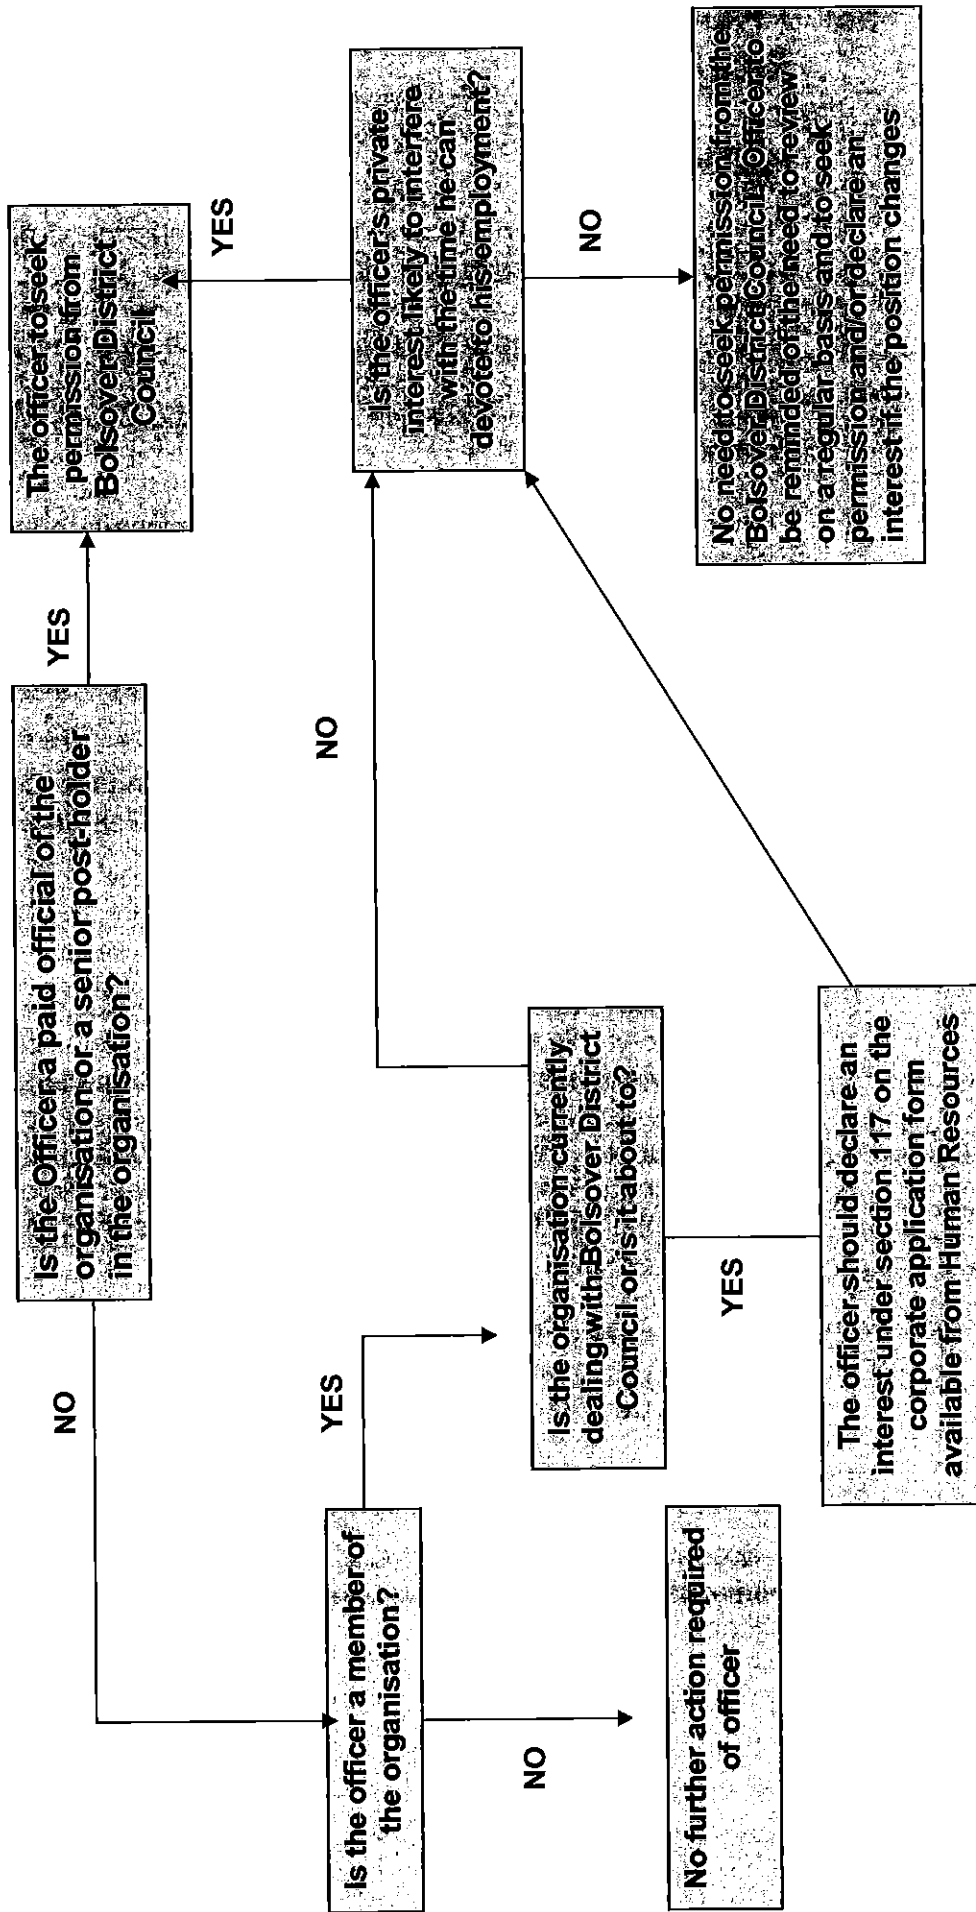 Is the Officer a paid official of the
organisation or a senior post-holder
in the organisation?
YES
The officer to seek
permission from
Bolsover District
Council
NO
YES
Is the officer a member of
the organisation?
YES
NO
No further action required
of officer
Is the organisation currently
dealing with Bolsover District
Council or is it about to?
NO
YES
The officer should declare an
interest under section 117 on the
corporate application form
available from Human Resources
Is the officer's private
interest likely to interfere
with the time he can
devote to his employment?
NO
No need to seek permission from the
Bolsover District Council. Officer to
be reminded of the need to review
on a regular basis and to seek
permission and/or declare an
interest if the position changes